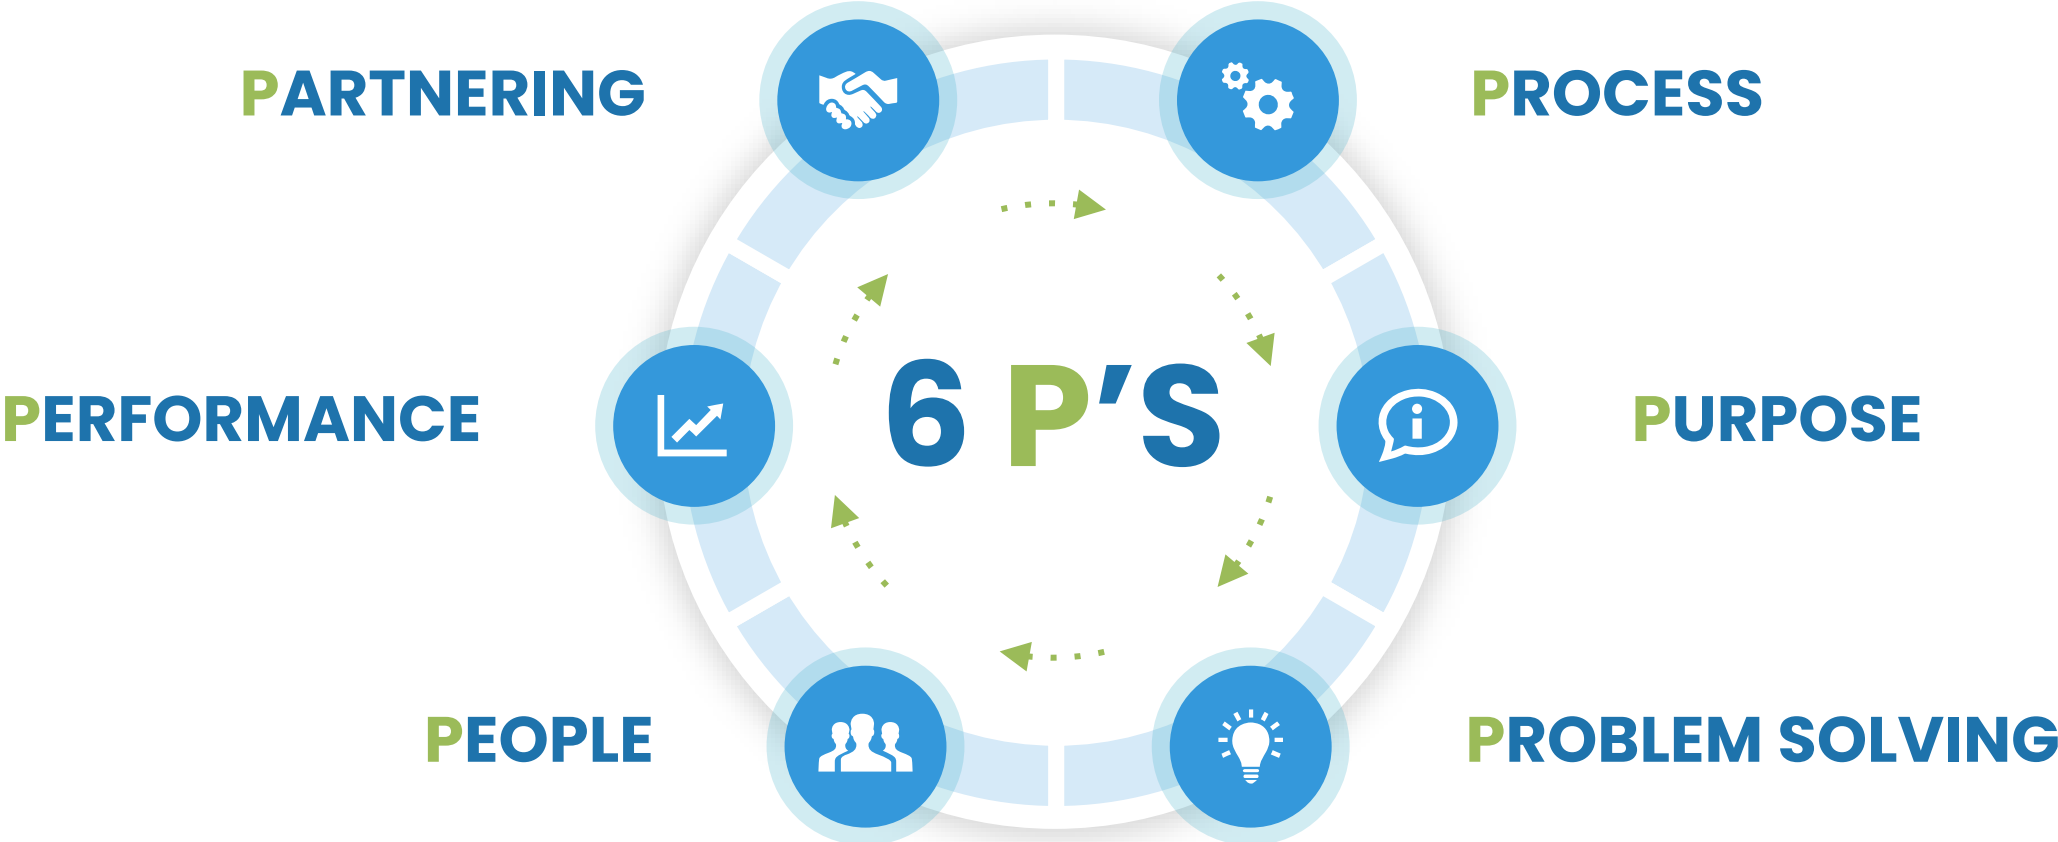 PARTNERING
PROCESS
PERFORMANCE
6 P’S
PURPOSE
PEOPLE
PROBLEM SOLVING